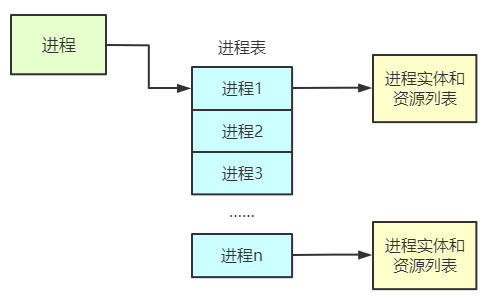 进程
进程表
进程1
进程实体和
资源列表
进程2
进程3
......
进程n
进程实体和
资源列表